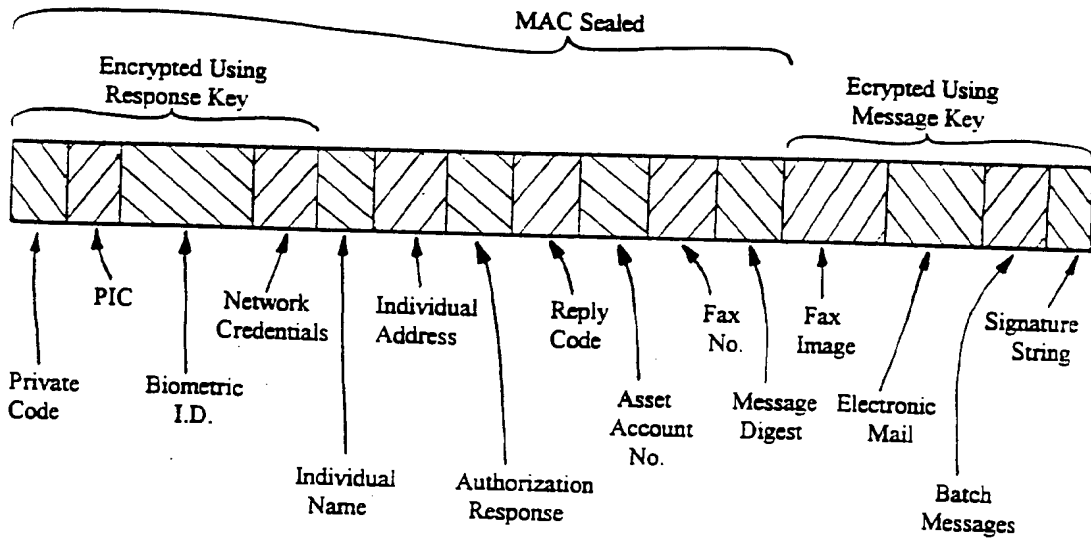 MAC Sealed
Encrypted Using
Response Key
Ecrypted Using
Message Key
Private
Code
PIC
Biometric
I.D.
Network
Credentials
Individual
Name
Individual
Address
Authorization
Response
Reply
Code
Asset
Account
No.
Fax
No.
Message
Digest
Fax
Image
Electronic
Mail
Batch
Messages
Signature
String